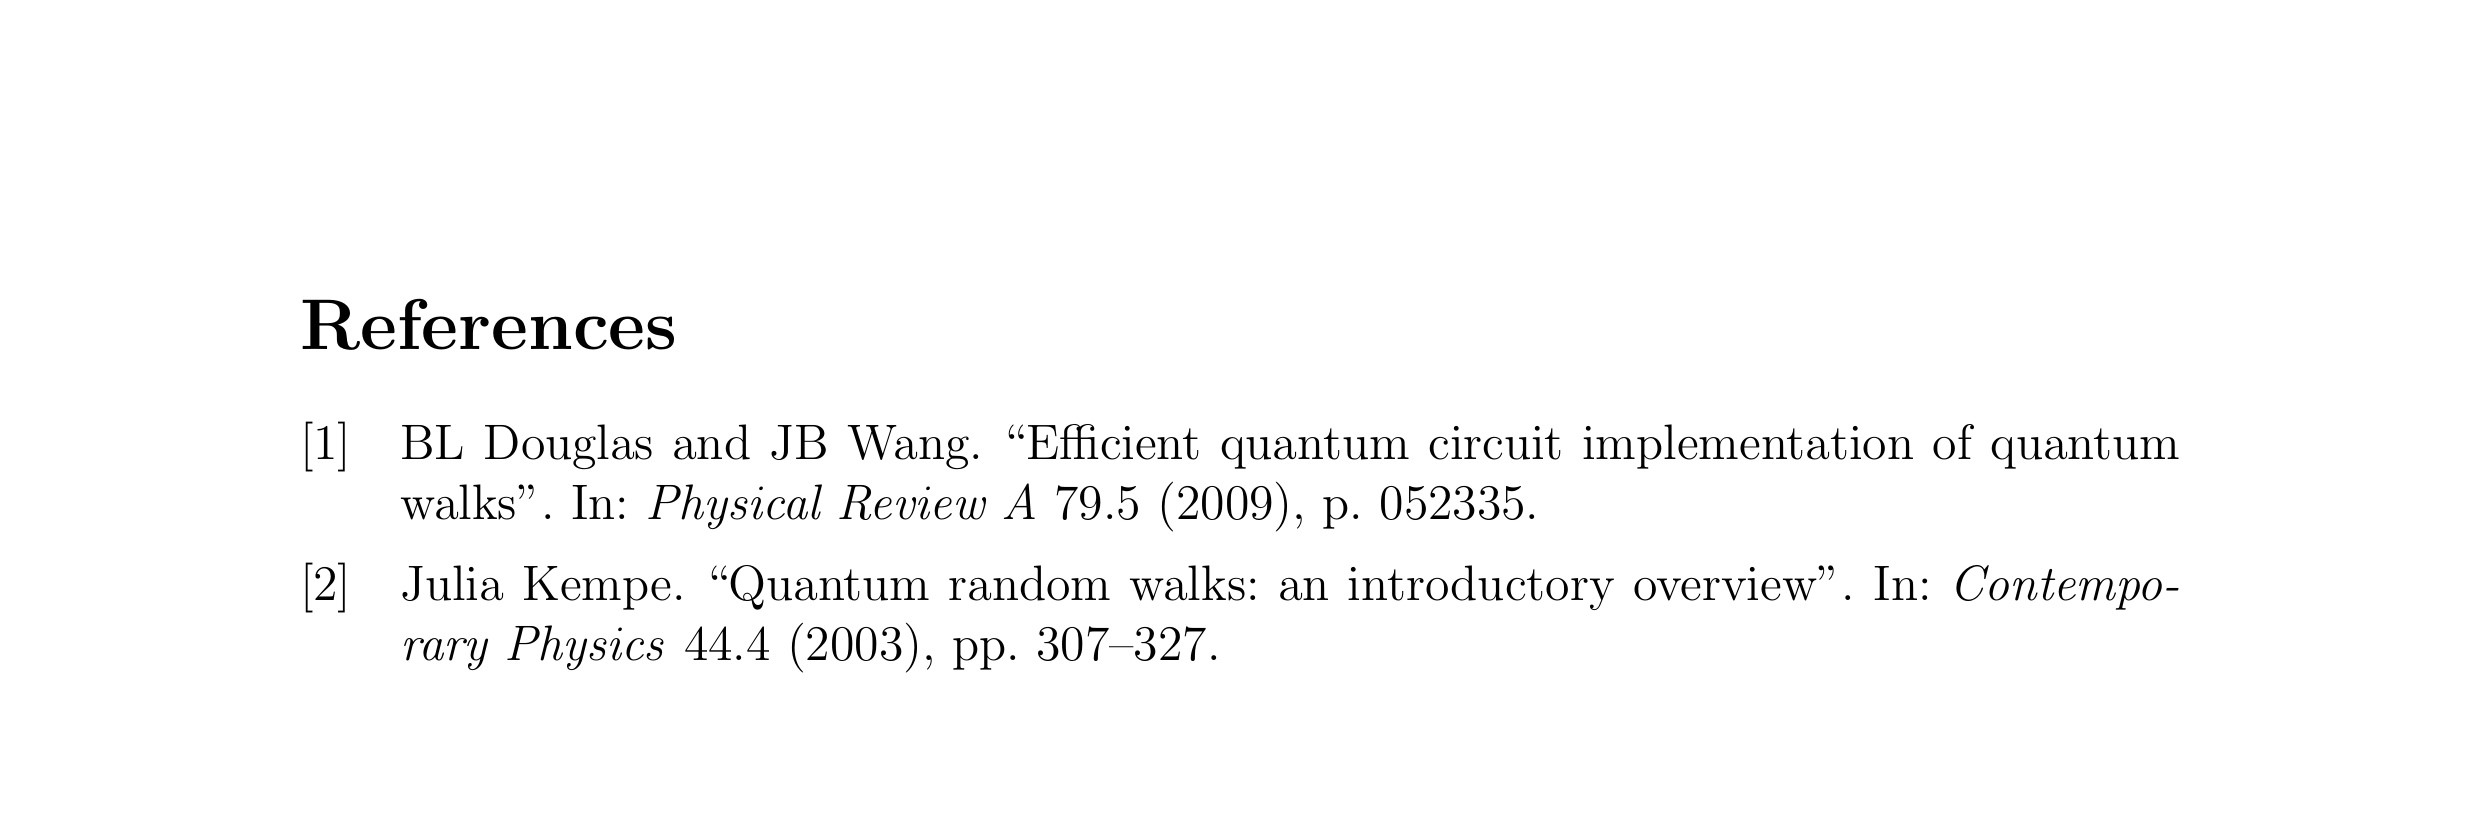 References
[1] BL Douglas and JB Wang. “Efficient quantum circuit implementation of quantum
walks”. In: Physical Review A 79.5 (2009), p. 052335.
[2] Julia Kempe. “Quantum random walks: an introductory overview”. In: Contempo-
rary Physics 44.4 (2003), pp. 307–327.